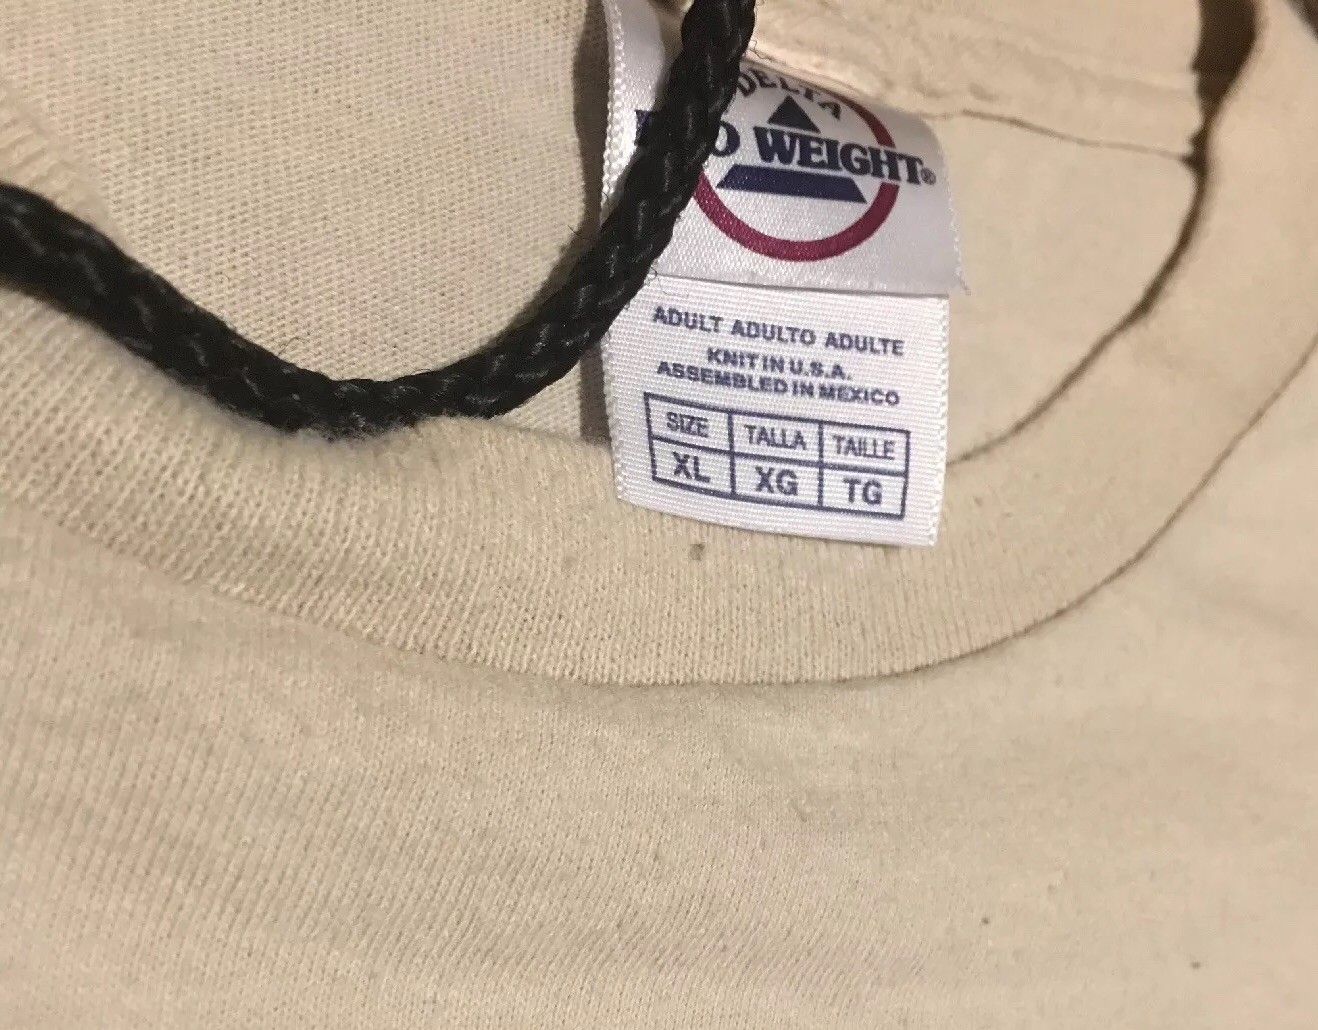 DELTA
WEIGHT®
ADULT ADULTO ADULTE
KNIT IN U.S.A.
ASSEMBLED IN MEXICO
SIZE TALLA TAILLE
XL XG TG